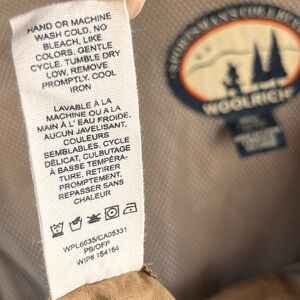 HAND OR MACHINE
WASH COLD, NO
BLEACH, LIKE
COLORS, GENTLE
CYCLE. TUMBLE DRY
LOW, REMOVE
PROMPTLY, COOL
IRON
LAVABLE À LA
MACHINE OU A LA
MAIN À L' EAU FROIDE,
AUCUN JAVELISANT,
COULEURS
SEMBLABLES, CYCLE
DÉLICAT, CULBUTAGE
À BASSE TEMPÉRA-
TURE, RETIRER
PROMPTEMENT,
REPASSER SANS
CHALEUR
WPL6635/CA05331
PB/OFP
WIP# 154164
SPORTSMAN'S COLLECTION
WOOLRICH